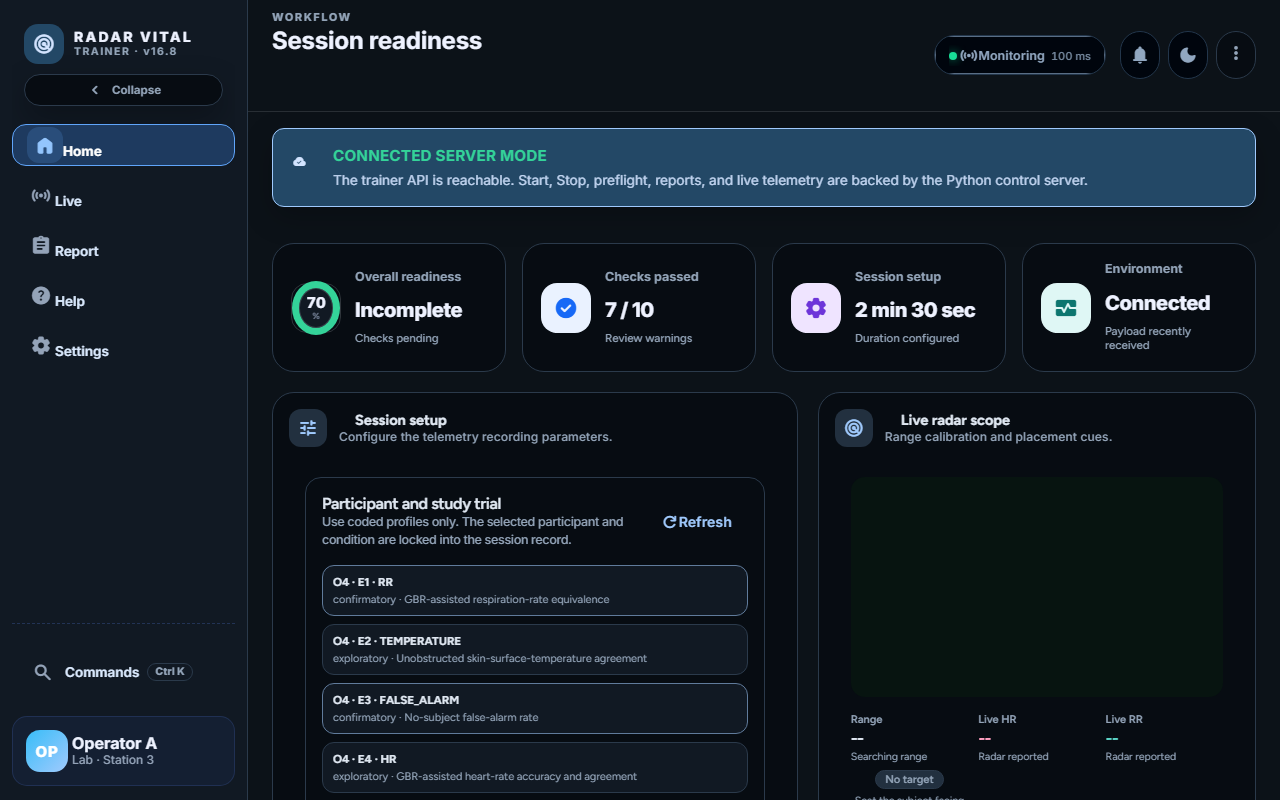 RADAR VITAL
TRAINER · v16.8
Collapse
Home
Live
Report
Help
Settings
Commands Ctrl K
OP
Operator A
Lab · Station 3
WORKFLOW
Session readiness
Monitoring 100 ms
CONNECTED SERVER MODE
The trainer API is reachable. Start, Stop, preflight, reports, and live telemetry are backed by the Python control server.
70
%
Overall readiness
Incomplete
Checks pending
Checks passed
7 / 10
Review warnings
Session setup
2 min 30 sec
Duration configured
Environment
Connected
Payload recently
received
Session setup
Configure the telemetry recording parameters.
Participant and study trial
Use coded profiles only. The selected participant and
condition are locked into the session record.
Refresh
O4 · E1 · RR
confirmatory · GBR-assisted respiration-rate equivalence
O4 · E2 · TEMPERATURE
exploratory · Unobstructed skin-surface-temperature agreement
O4 · E3 · FALSE_ALARM
confirmatory · No-subject false-alarm rate
O4 · E4 · HR
exploratory · GBR-assisted heart-rate accuracy and agreement
Live radar scope
Range calibration and placement cues.
Range
--
Searching range
Live HR
--
Radar reported
Live RR
--
Radar reported
No target